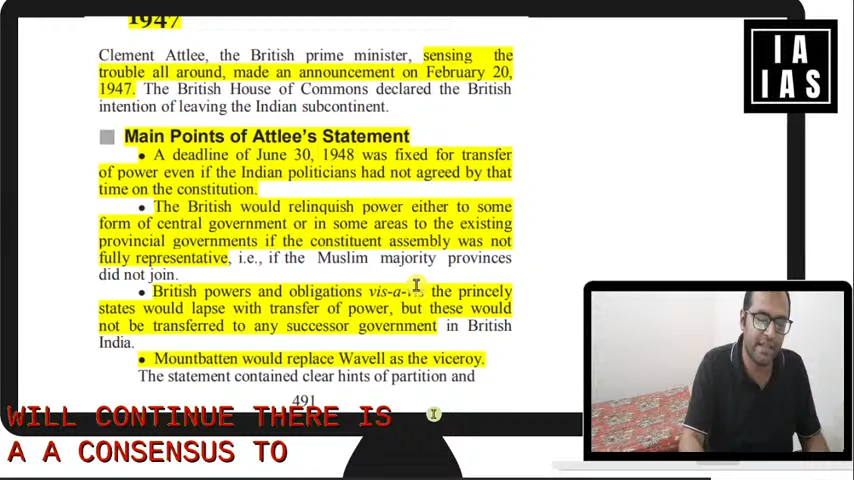 1947
Clement Attlee, the British prime minister, sensing the
trouble all around, made an announcement on February 20,
1947. The British House of Commons declared the British
intention of leaving the Indian subcontinent.
Main Points of Attlee's Statement
• A deadline of June 30, 1948 was fixed for transfer
of power even if the Indian politicians had not agreed by that
time on the constitution.
• The British would relinquish power either to some
form of central government or in some areas to the existing
provincial governments if the constituent assembly was not
fully representative, i.e., if the Muslim majority provinces
did not join.
• British powers and obligations vis-a-vis the princely
states would lapse with transfer of power, but these would
not be transferred to any successor government in British
India.
• Mountbatten would replace Wavell as the viceroy.
The statement contained clear hints of partition and
491
WILL CONTINUE THERE IS
A A CONSENSUS TO
IA
IAS